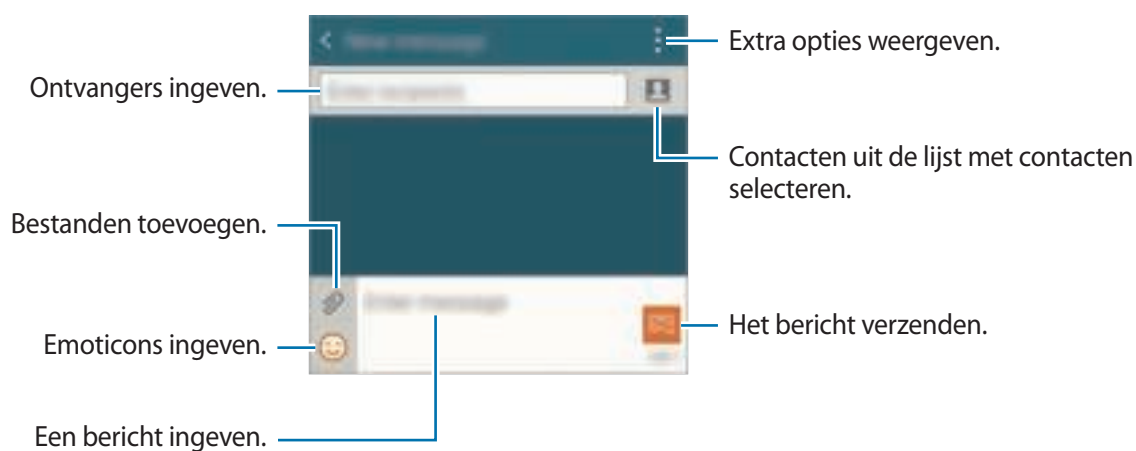 Extra opties weergeven.
Ontvangers ingeven.
Contacten uit de lijst met contacten
selecteren.
Bestanden toevoegen.
Het bericht verzenden.
Emoticons ingeven.
Een bericht ingeven.